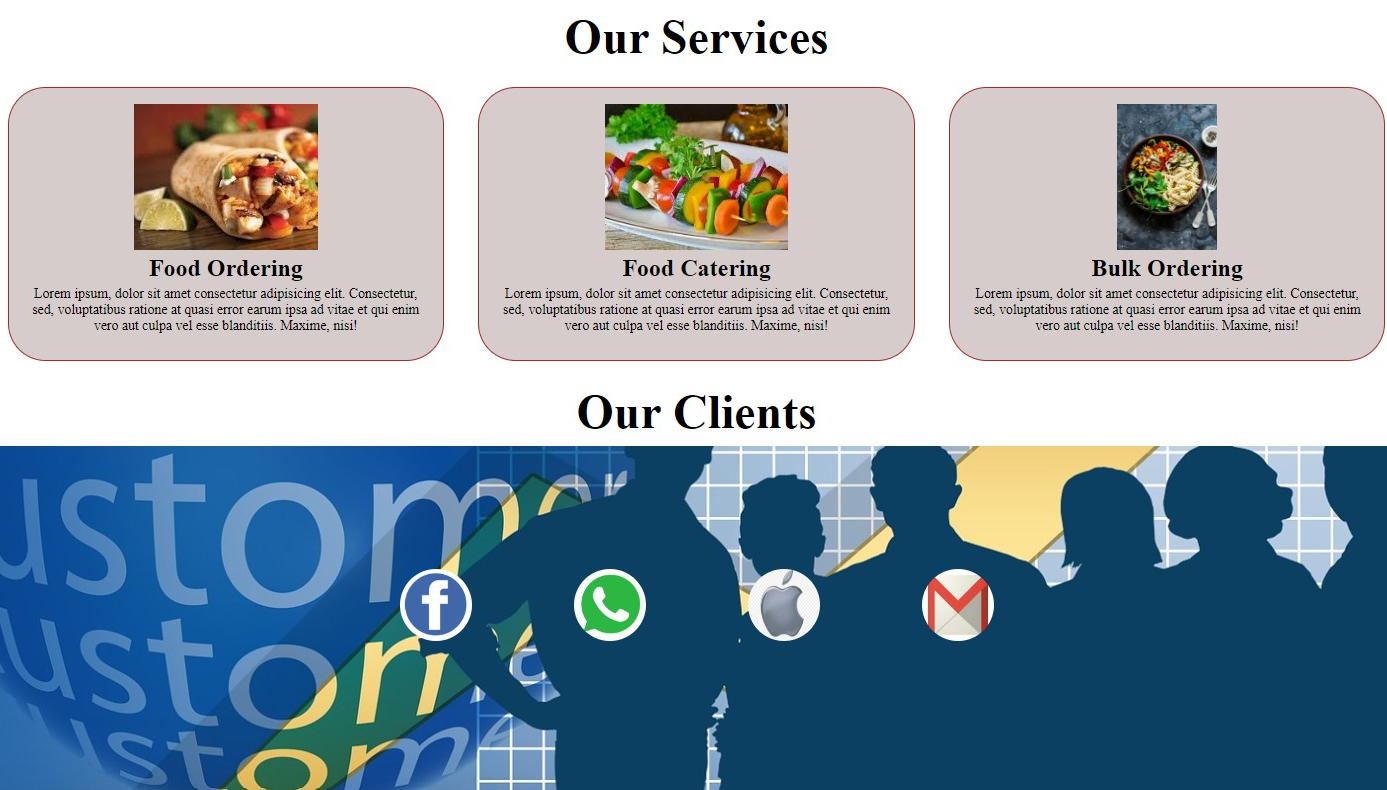 Our Services
Food Ordering
Lorem ipsum, dolor sit amet consectetur adipisicing elit. Consectetur,
sed, voluptatibus ratione at quasi error earum ipsa ad vitae et qui enim
vero aut culpa vel esse blanditiis. Maxime, nisi!
Food Catering
Lorem ipsum, dolor sit amet consectetur adipisicing elit. Consectetur,
sed, voluptatibus ratione at quasi error earum ipsa ad vitae et qui enim
vero aut culpa vel esse blanditiis. Maxime, nisi!
Bulk Ordering
Lorem ipsum, dolor sit amet consectetur adipisicing elit. Consectetur,
sed, voluptatibus ratione at quasi error earum ipsa ad vitae et qui enim
vero aut culpa vel esse blanditiis. Maxime, nisi!
Our Clients
ustomer
ustom
ustome
f
M